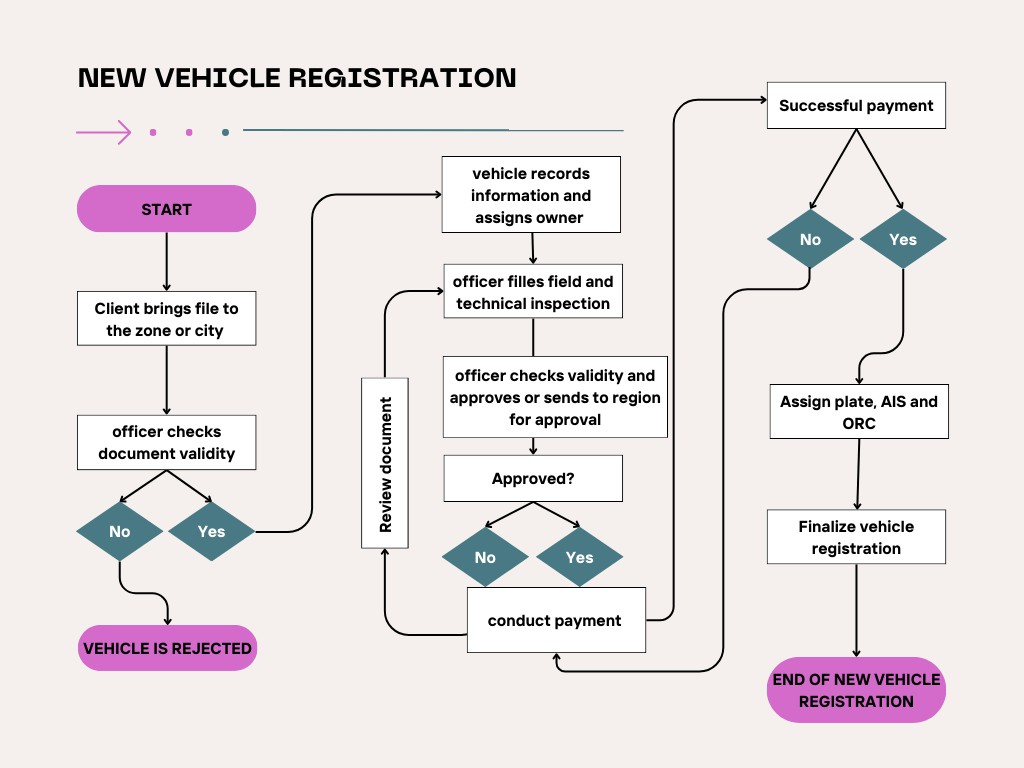 NEW VEHICLE REGISTRATION
START
Client brings file to
the zone or city
officer checks
document validity
No
Yes
VEHICLE IS REJECTED
vehicle records
information and
assigns owner
officer filles field and
technical inspection
officer checks validity and
approves or sends to region
for approval
Review document
Approved?
No
Yes
conduct payment
Successful payment
No
Yes
Assign plate, AIS and
ORC
Finalize vehicle
registration
END OF NEW VEHICLE
REGISTRATION